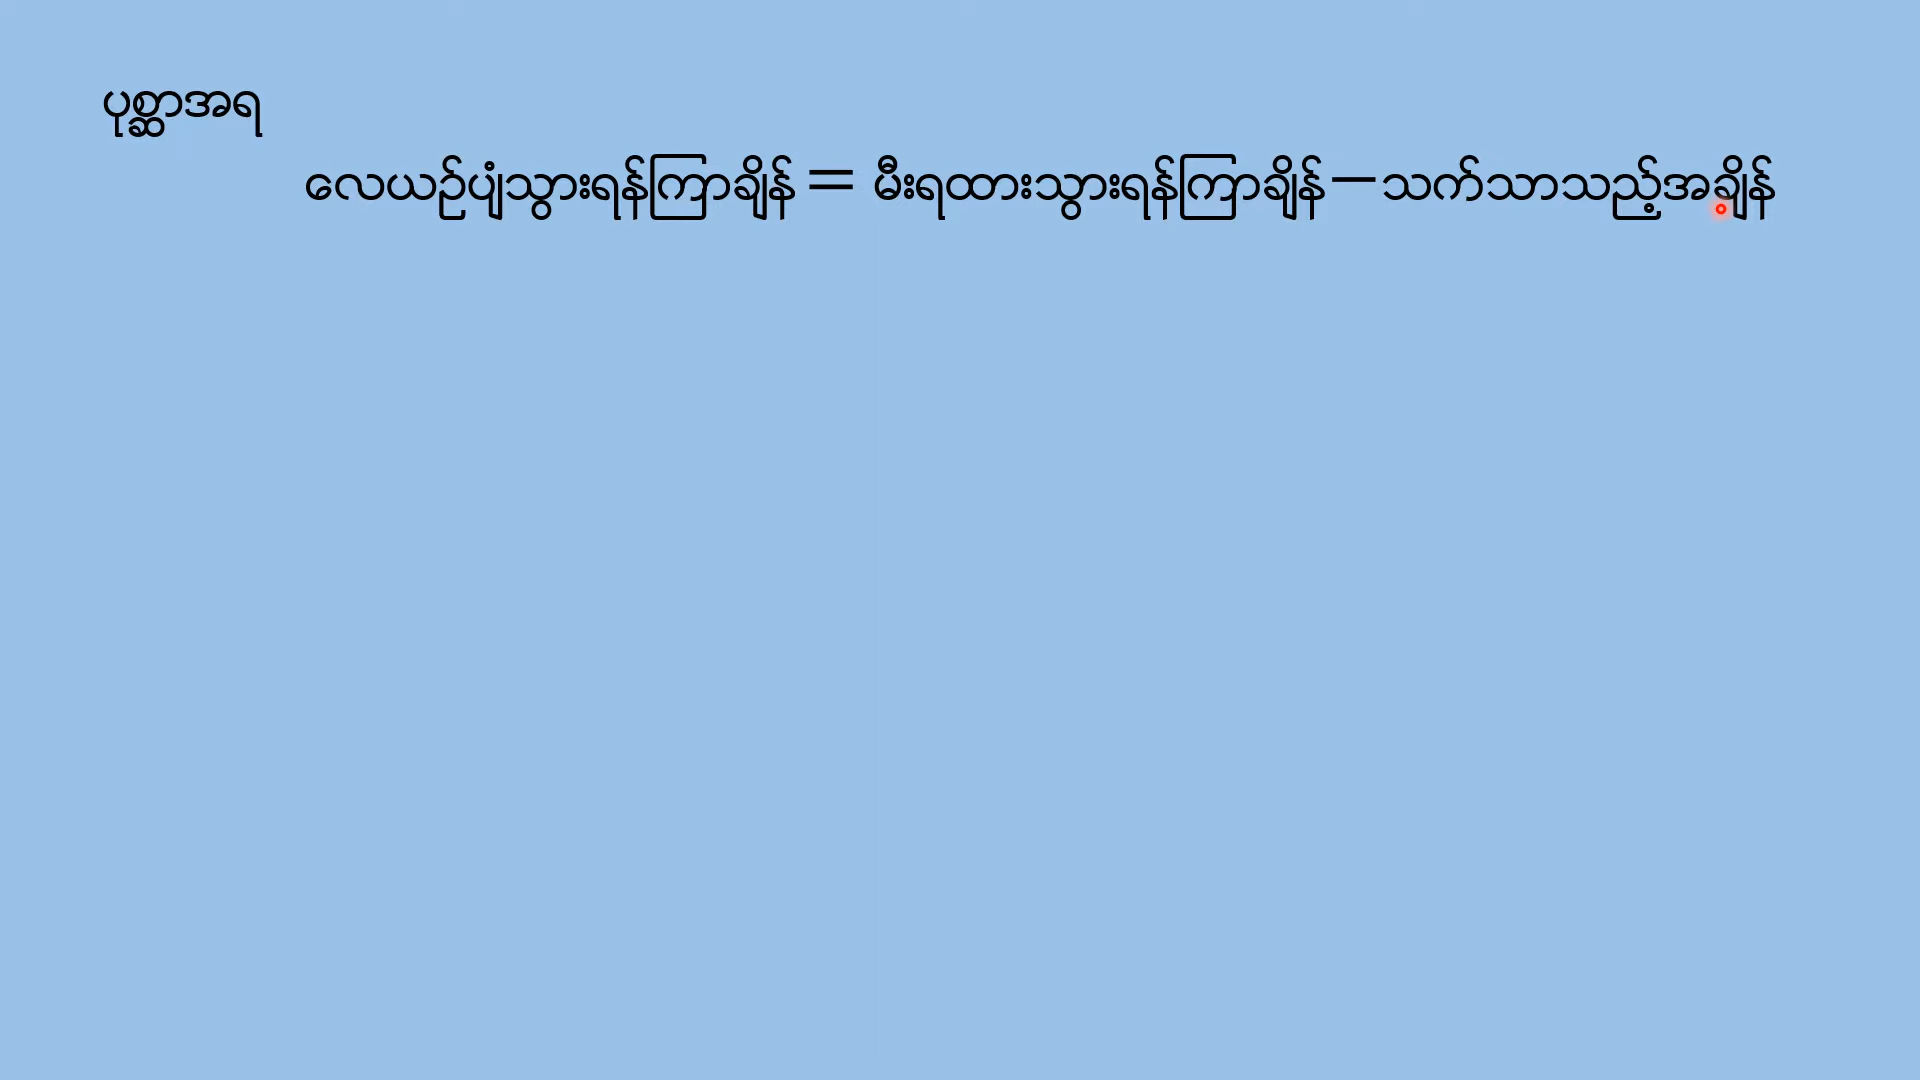 ပုစ္ဆာအရ
လေယဉ်ပျံသွားရန်ကြာချိန် = မီးရထားသွားရန်ကြာချိန် – သက်သာသည့်အချိန်